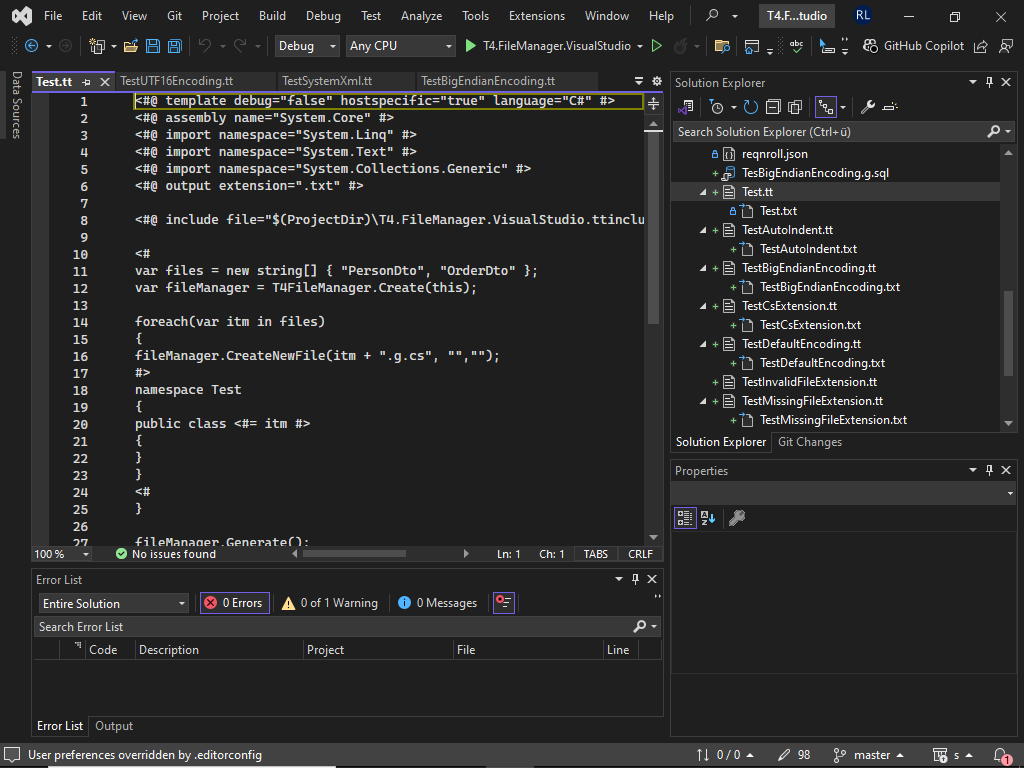 File Edit View Git Project Build Debug Test Analyze Tools Extensions Window Help T4.F...tudio RL
Debug Any CPU T4.FileManager.VisualStudio GitHub Copilot
Data Sources
Test.tt TestUTF16Encoding.tt TestSystemXml.tt TestBigEndianEncoding.tt
1 <#@ template debug="false" hostspecific="true" language="C#" #>
2 <#@ assembly name="System.Core" #>
3 <#@ import namespace="System.Linq" #>
4 <#@ import namespace="System.Text" #>
5 <#@ import namespace="System.Collections.Generic" #>
6 <#@ output extension=".txt" #>
7
8 <#@ include file="$(ProjectDir)\T4.FileManager.VisualStudio.ttinclu
9
10 <#
11 var files = new string[] { "PersonDto", "OrderDto" };
12 var fileManager = T4FileManager.Create(this);
13
14 foreach(var itm in files)
15 {
16 fileManager.CreateNewFile(itm + ".g.cs", "","");
17 #>
18 namespace Test
19 {
20 public class <#= itm #>
21 {
22 }
23 }
24 <#
25 }
26
27 fileManager.Generate();
100 % No issues found Ln: 1 Ch: 1 TABS CRLF
Error List
Entire Solution 0 Errors 0 of 1 Warning 0 Messages
Search Error List
Code Description Project File Line
Error List Output
Solution Explorer
Search Solution Explorer (Ctrl+ü)
reqnroll.json
TesBigEndianEncoding.g.sql
Test.tt
Test.txt
TestAutoIndent.tt
TestAutoIndent.txt
TestBigEndianEncoding.tt
TestBigEndianEncoding.txt
TestCsExtension.tt
TestCsExtension.txt
TestDefaultEncoding.tt
TestDefaultEncoding.txt
TestInvalidFileExtension.tt
TestMissingFileExtension.tt
TestMissingFileExtension.txt
Solution Explorer Git Changes
Properties
User preferences overridden by .editorconfig 0 / 0 98 master s 1